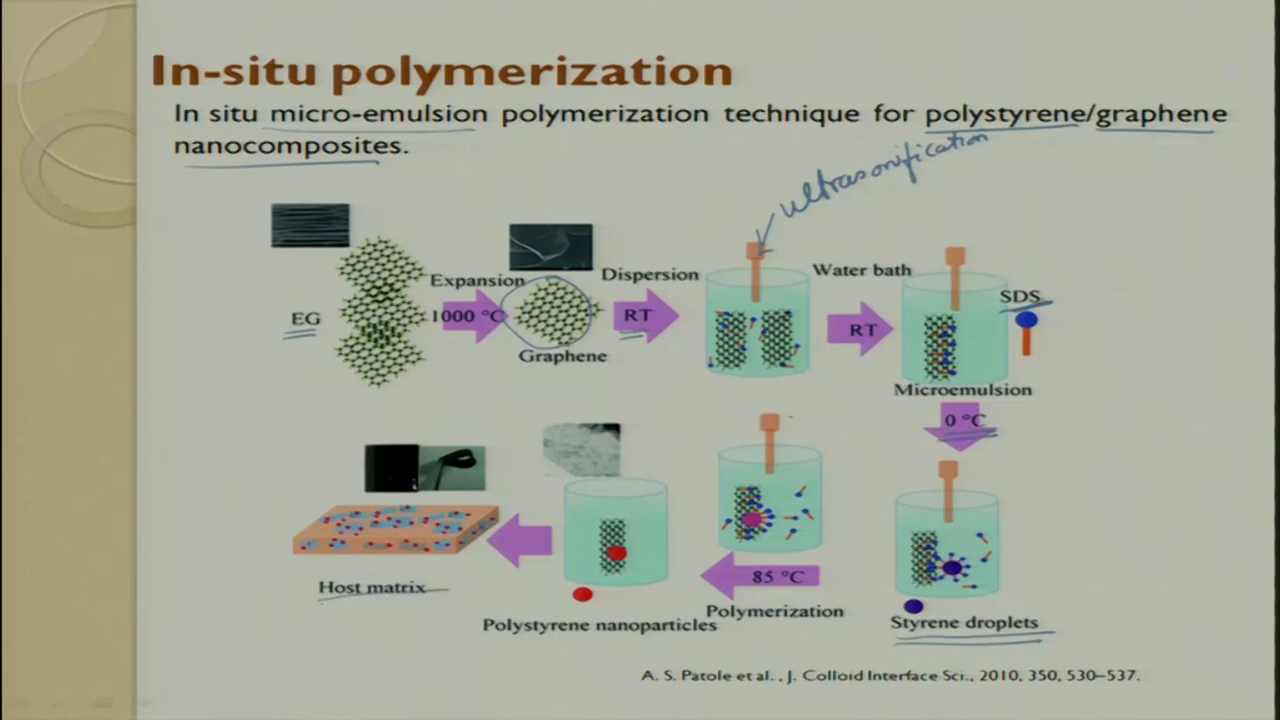 In-situ polymerization
In situ micro-emulsion polymerization technique for polystyrene/graphene
nanocomposites.
ultrasonification
EG
Expansion
1000 °C
Graphene
Dispersion
RT
Water bath
RT
SDS
Microemulsion
0 °C
Styrene droplets
85 °C
Polymerization
Polystyrene nanoparticles
Host matrix
A. S. Patole et al. , J. Colloid Interface Sci., 2010, 350, 530–537.